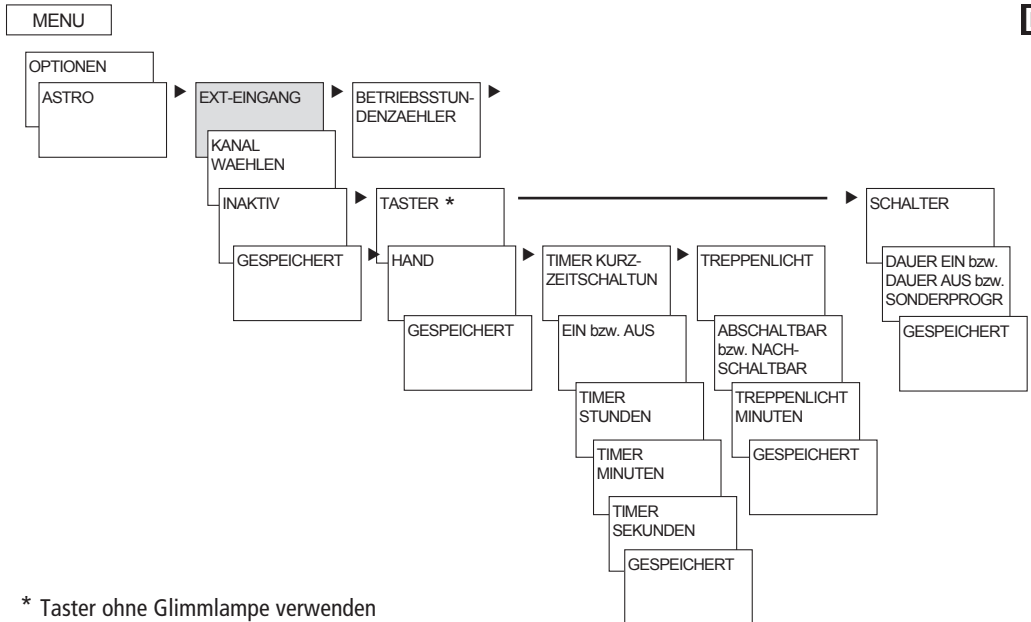 MENU
OPTIONEN
ASTRO
EXT-EINGANG
BETRIEBSSTUN-
DENZAEHLER
KANAL
WAEHLEN
INAKTIV
TASTER *
SCHALTER
GESPEICHERT
HAND
TIMER KURZ-
ZEITSCHALTUN
TREPPENLICHT
DAUER EIN bzw.
DAUER AUS bzw.
SONDERPROGR
GESPEICHERT
EIN bzw. AUS
ABSCHALTBAR
bzw. NACH-
SCHALTBAR
GESPEICHERT
TIMER
STUNDEN
TREPPENLICHT
MINUTEN
TIMER
MINUTEN
GESPEICHERT
TIMER
SEKUNDEN
GESPEICHERT
* Taster ohne Glimmlampe verwenden